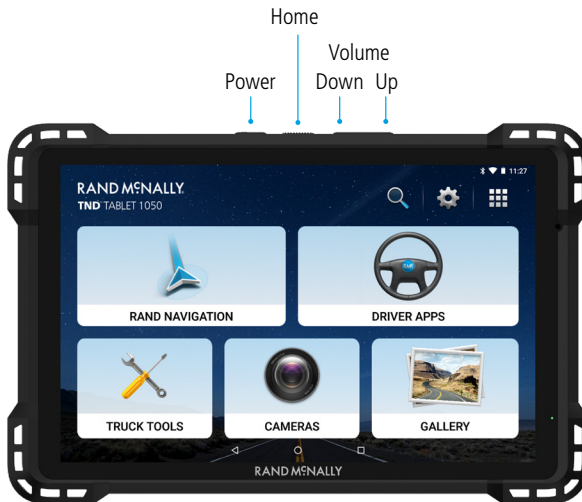 Home
Volume
Power
Down Up
11:27
RAND MCNALLY
TND TABLET 1050
TND
RAND NAVIGATION
DRIVER APPS
TRUCK TOOLS
CAMERAS
GALLERY
RAND MCNALLY